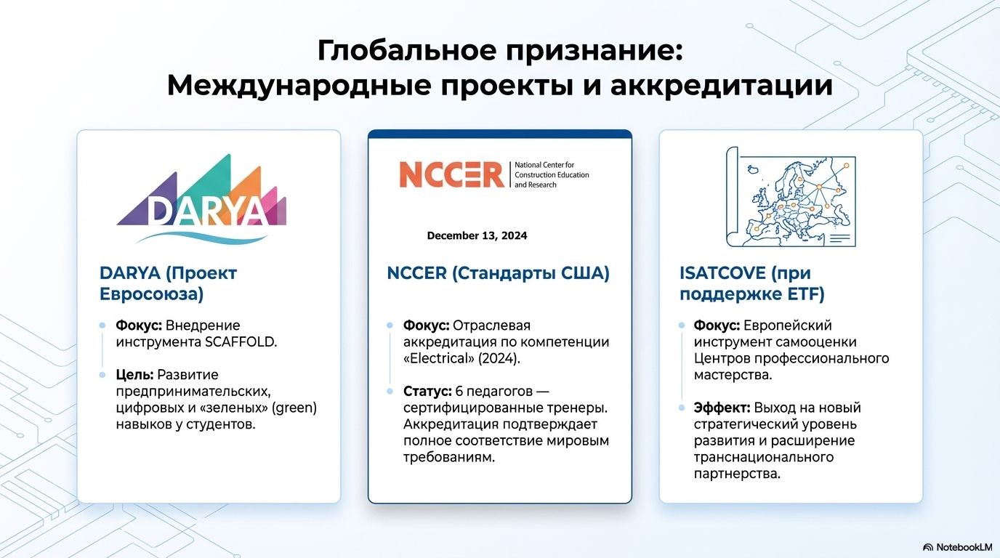 Глобальное признание:
Международные проекты и аккредитации
DARYA
DARYA (Проект
Евросоюза)
Фокус: Внедрение
инструмента SCAFFOLD.
Цель: Развитие
предпринимательских,
цифровых и «зеленых» (green)
навыков у студентов.
NCCER
National Center for
Construction Education
and Research
December 13, 2024
NCCER (Стандарты США)
Фокус: Отраслевая
аккредитация по компетенции
«Electrical» (2024).
Статус: 6 педагогов —
сертифицированные тренеры.
Аккредитация подтверждает
полное соответствие мировым
требованиям.
ISATCOVE (при
поддержке ETF)
Фокус: Европейский
инструмент самооценки
Центров профессионального
мастерства.
Эффект: Выход на новый
стратегический уровень
развития и расширение
транснационального
партнерства.
NotebookLM